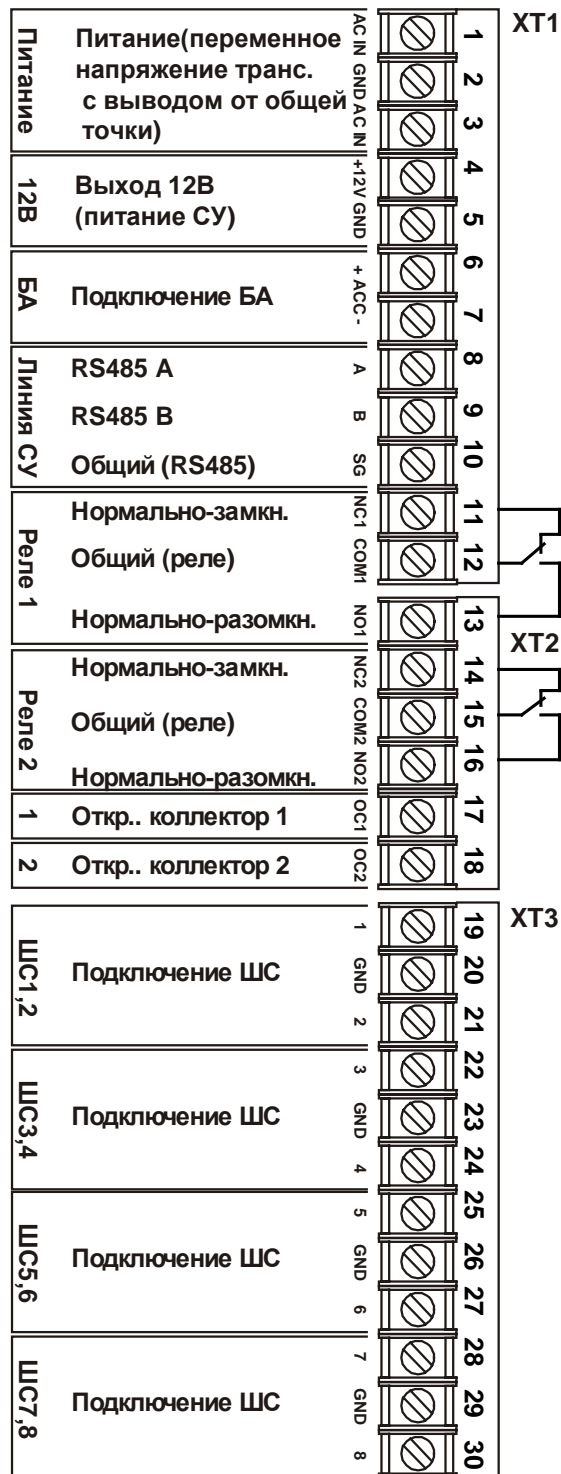 Питание
Питание(переменное
напряжение транс.
с выводом от общей
точки)
AC IN GND AC IN
1
2
3
XT1
12В
Выход 12В
(питание СУ)
+12V GND
4
5
БА
Подключение БА
+ ACC -
6
7
Линия СУ
RS485 A
A
8
RS485 B
B
9
Общий (RS485)
SG
10
Реле 1
Нормально-замкн.
NC1
11
Общий (реле)
COM1
12
Нормально-разомкн.
NO1
13
XT2
Реле 2
Нормально-замкн.
NC2
14
Общий (реле)
COM2
15
Нормально-разомкн.
NO2
16
1
Откр.. коллектор 1
OC1
17
2
Откр.. коллектор 2
OC2
18
XT3
ШС1,2
Подключение ШС
1
GND
2
19
20
21
ШС3,4
Подключение ШС
3
GND
4
22
23
24
ШС5,6
Подключение ШС
5
GND
6
25
26
27
ШС7,8
Подключение ШС
7
GND
8
28
29
30